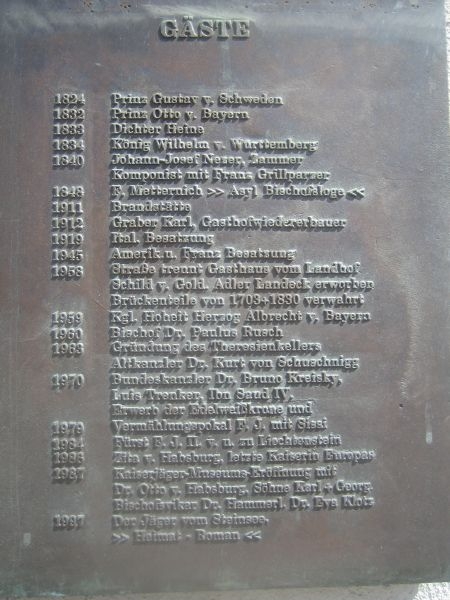 GÄSTE
1824 Prinz Gustav v. Schweden
1832 Prinz Otto v. Bayern
1833 Dichter Heine
1834 König Wilhelm v. Württemberg
1840 Johann-Josef Nezer, Zammer
Komponist mit Franz Grillparzer
1848 F. Metternich >> Asyl Bischofsloge <<
1911 Brandstätte
1912 Graber Karl, Gasthofwiedererbauer
1919 Ital. Besatzung
1945 Amerik u. Franz Besatzung
1958 Straße trennt Gasthaus vom Landhof
Schild v. Gold. Adler Landeck erworben
Brückenteile von 1703+1830 verwahrt
1959 Kgl. Hoheit Herzog Albrecht v. Bayern
1960 Bischof Dr. Paulus Rusch
1963 Gründung des Theresienkellers
Altkanzler Dr. Kurt von Schuschnigg
1970 Bundeskanzler Dr. Bruno Kreisky,
Luis Trenker, Ibn Saud IV.
Erwerb der Edelweißkrone und
Vermählungspokal F. J. mit Sissi
1979 Fürst F. J. II. v. u. zu Liechtenstein
1984 Zita v. Habsburg, letzte Kaiserin Europas
1986
1987 Kaiserjäger-Museums-Eröffnung mit
Dr. Otto v. Habsburg, Söhne Karl + Georg.
Bischofsvikar Dr. Hammerl, Dr. Eva Klotz
1987 Der Jäger vom Steinsee.
>> Heimat - Roman <<